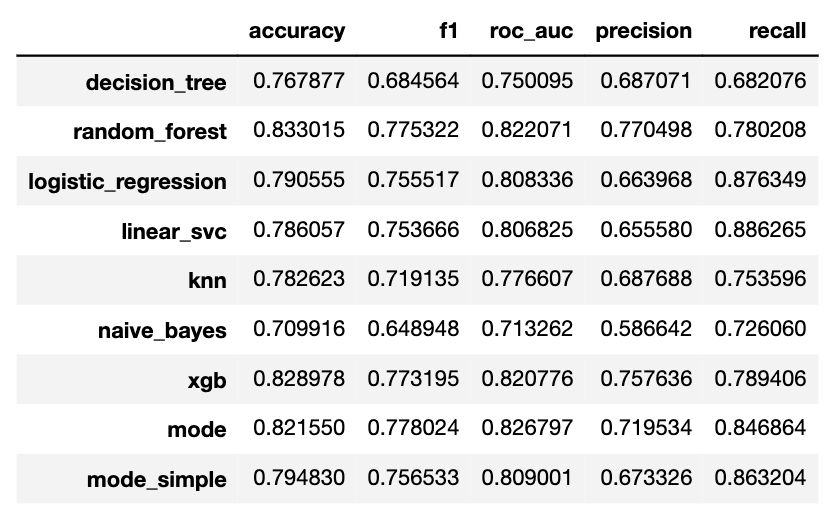 accuracy f1 roc_auc precision recall
decision_tree 0.767877 0.684564 0.750095 0.687071 0.682076
random_forest 0.833015 0.775322 0.822071 0.770498 0.780208
logistic_regression 0.790555 0.755517 0.808336 0.663968 0.876349
linear_svc 0.786057 0.753666 0.806825 0.655580 0.886265
knn 0.782623 0.719135 0.776607 0.687688 0.753596
naive_bayes 0.709916 0.648948 0.713262 0.586642 0.726060
xgb 0.828978 0.773195 0.820776 0.757636 0.789406
mode 0.821550 0.778024 0.826797 0.719534 0.846864
mode_simple 0.794830 0.756533 0.809001 0.673326 0.863204